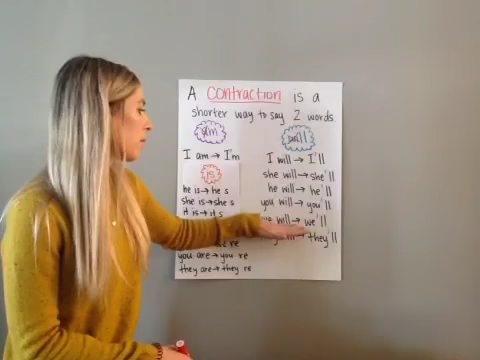 A contraction is a
shorter way to say 2 words.
am
I am → I'm
is
he is → he s
she is → she s
it is → it s
re
you are → you re
they are → they re
will
I will → I'll
she will → she'll
he will → he'll
you will → you'll
will → we'll
→ they'll